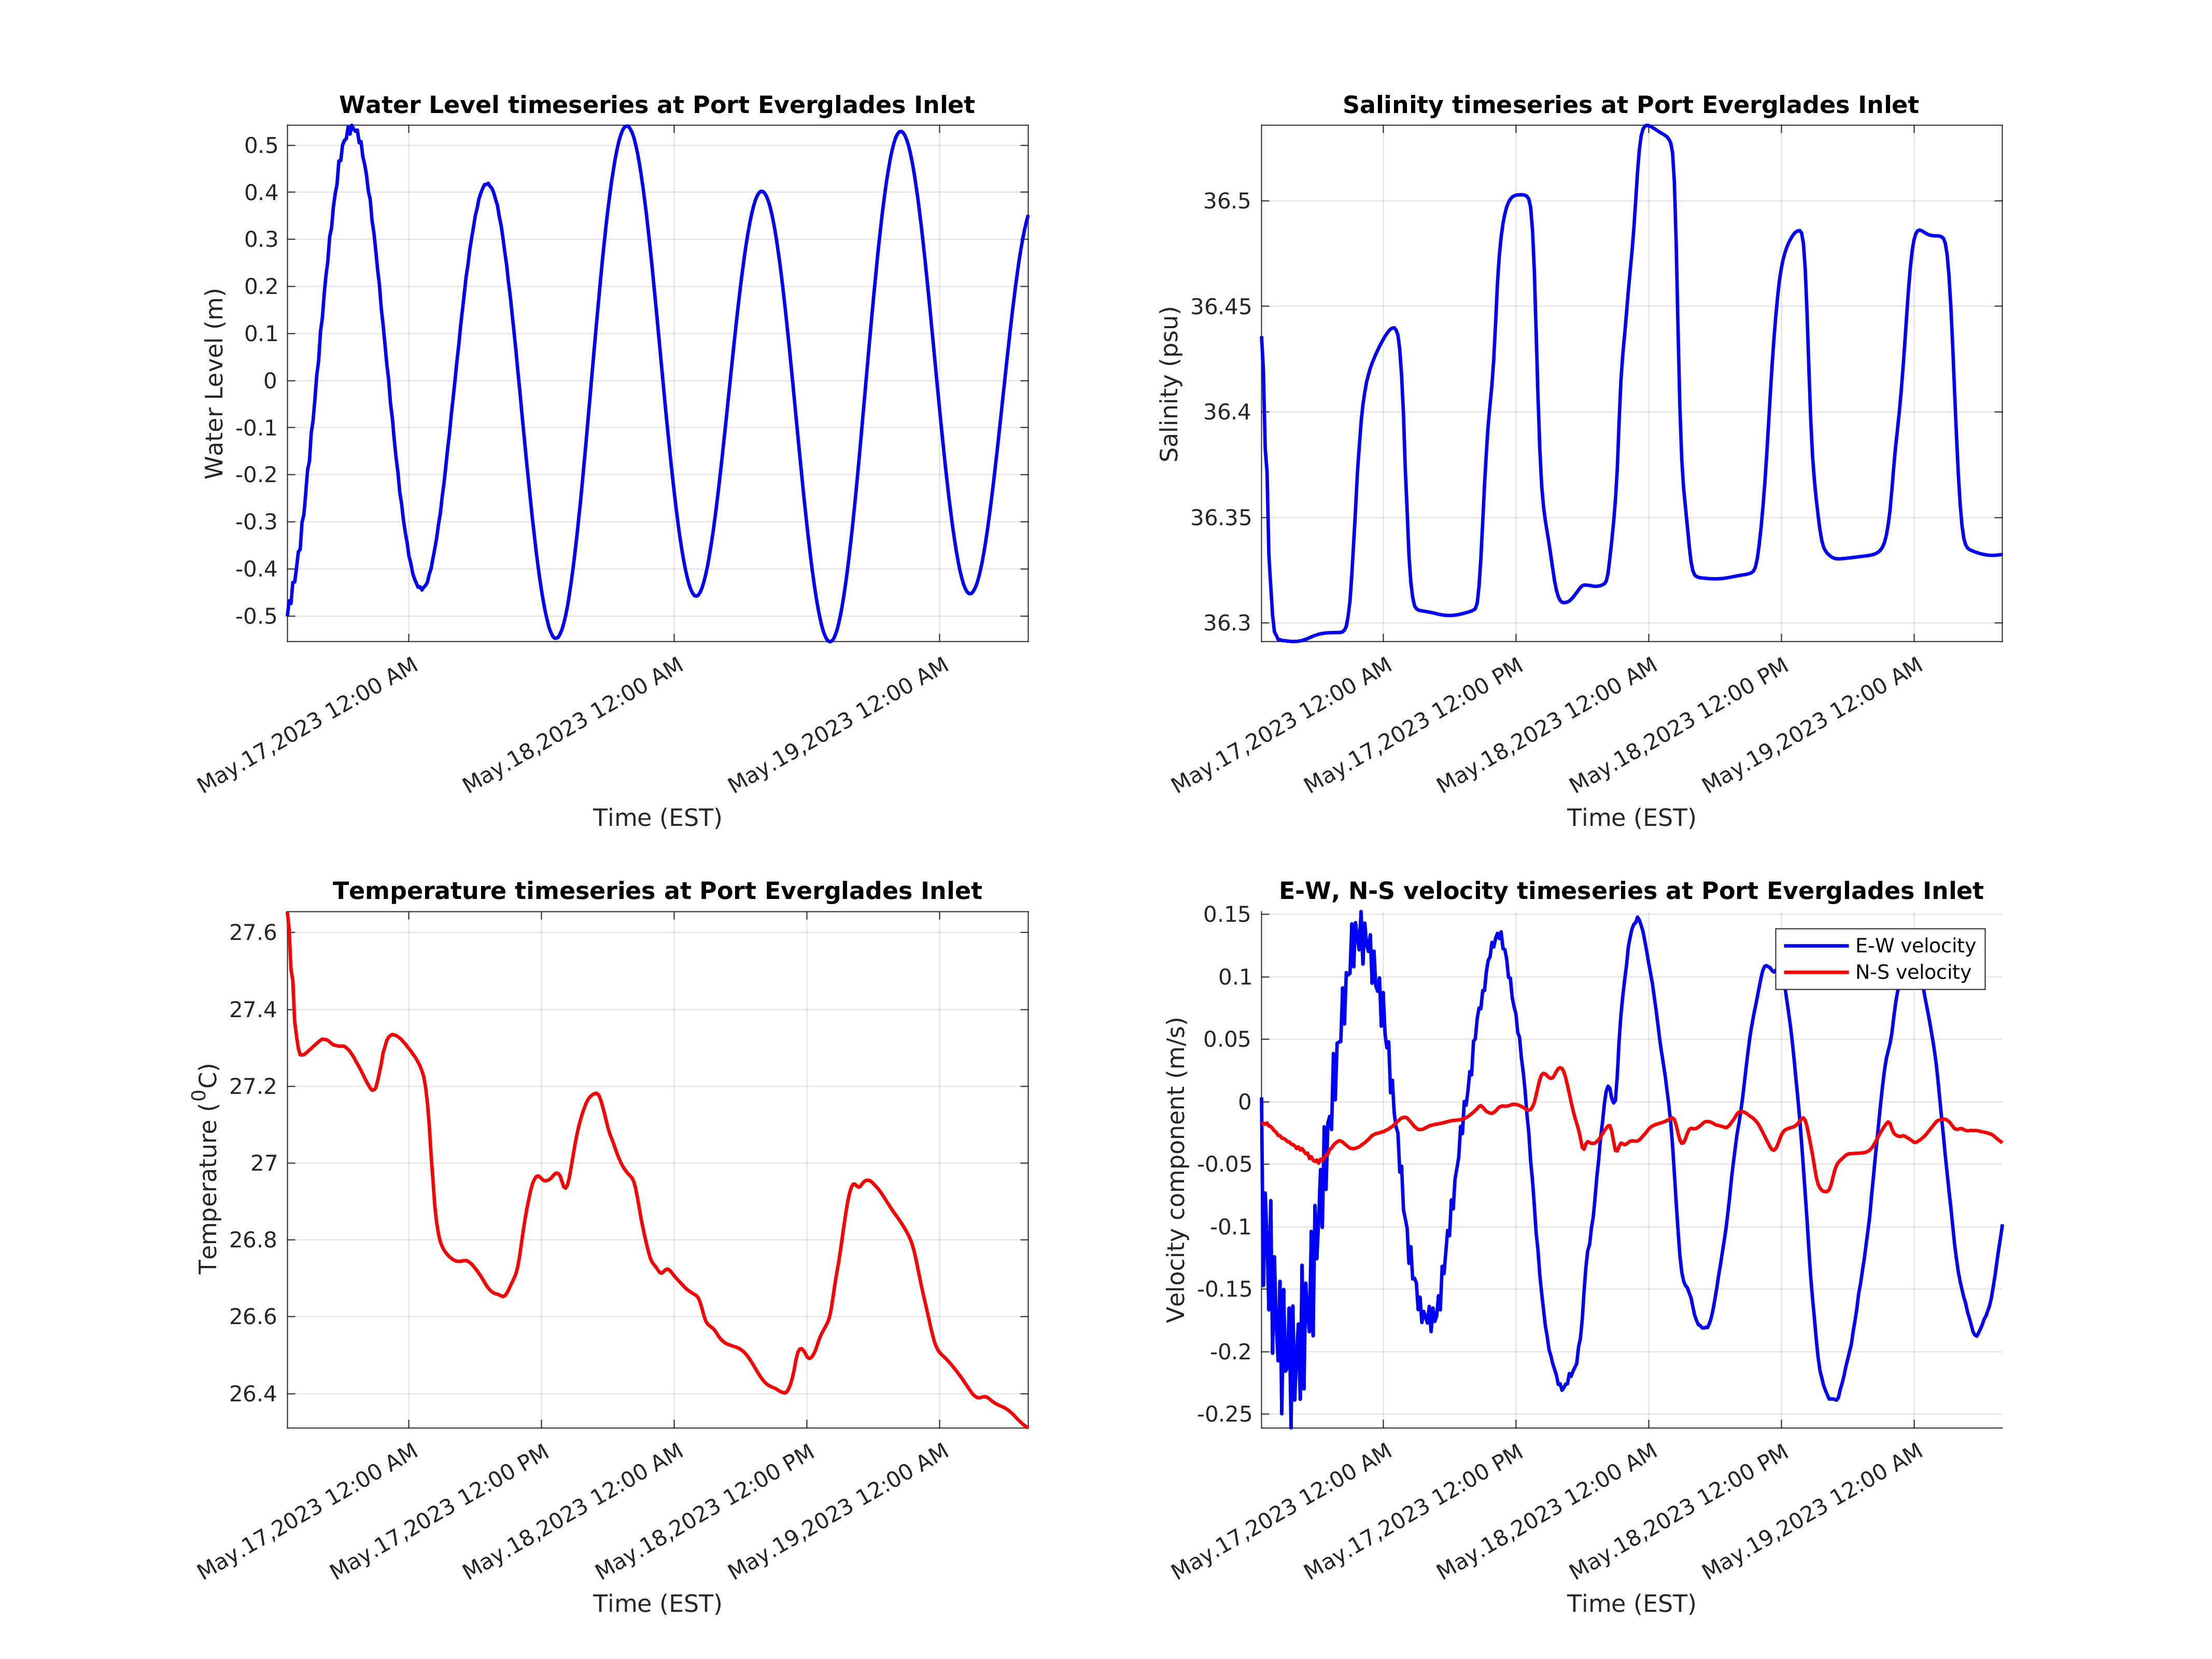 Water Level timeseries at Port Everglades Inlet
Water Level (m)
0.5
0.4
0.3
0.2
0.1
0
-0.1
-0.2
-0.3
-0.4
-0.5
May.17,2023 12:00 AM
May.18,2023 12:00 AM
May.19,2023 12:00 AM
Time (EST)
Salinity timeseries at Port Everglades Inlet
Salinity (psu)
36.5
36.45
36.4
36.35
36.3
May.17,2023 12:00 AM
May.17,2023 12:00 PM
May.18,2023 12:00 AM
May.18,2023 12:00 PM
May.19,2023 12:00 AM
Time (EST)
Temperature timeseries at Port Everglades Inlet
Temperature (⁰C)
27.6
27.4
27.2
27
26.8
26.6
26.4
May.17,2023 12:00 AM
May.17,2023 12:00 PM
May.18,2023 12:00 AM
May.18,2023 12:00 PM
May.19,2023 12:00 AM
Time (EST)
E-W, N-S velocity timeseries at Port Everglades Inlet
Velocity component (m/s)
0.15
0.1
0.05
0
-0.05
-0.1
-0.15
-0.2
-0.25
E-W velocity
N-S velocity
May.17,2023 12:00 AM
May.17,2023 12:00 PM
May.18,2023 12:00 AM
May.18,2023 12:00 PM
May.19,2023 12:00 AM
Time (EST)